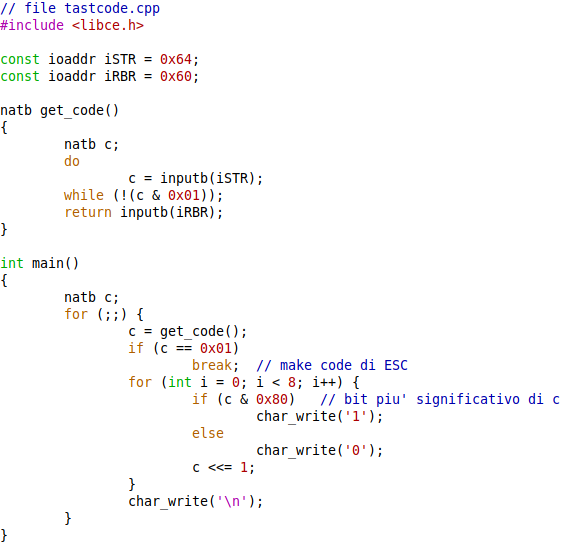 // file tastcode.cpp
#include <libce.h>

const ioaddr iSTR = 0x64;
const ioaddr iRBR = 0x60;

natb get_code()
{
        natb c;
        do
                c = inputb(iSTR);
        while (!(c & 0x01));
        return inputb(iRBR);
}

int main()
{
        natb c;
        for (;;) {
                c = get_code();
                if (c == 0x01)
                        break;  // make code di ESC
                for (int i = 0; i < 8; i++) {
                        if (c & 0x80)   // bit piu' significativo di c
                                char_write('1');
                        else
                                char_write('0');
                        c <<= 1;
                }
                char_write('\n');
        }
}